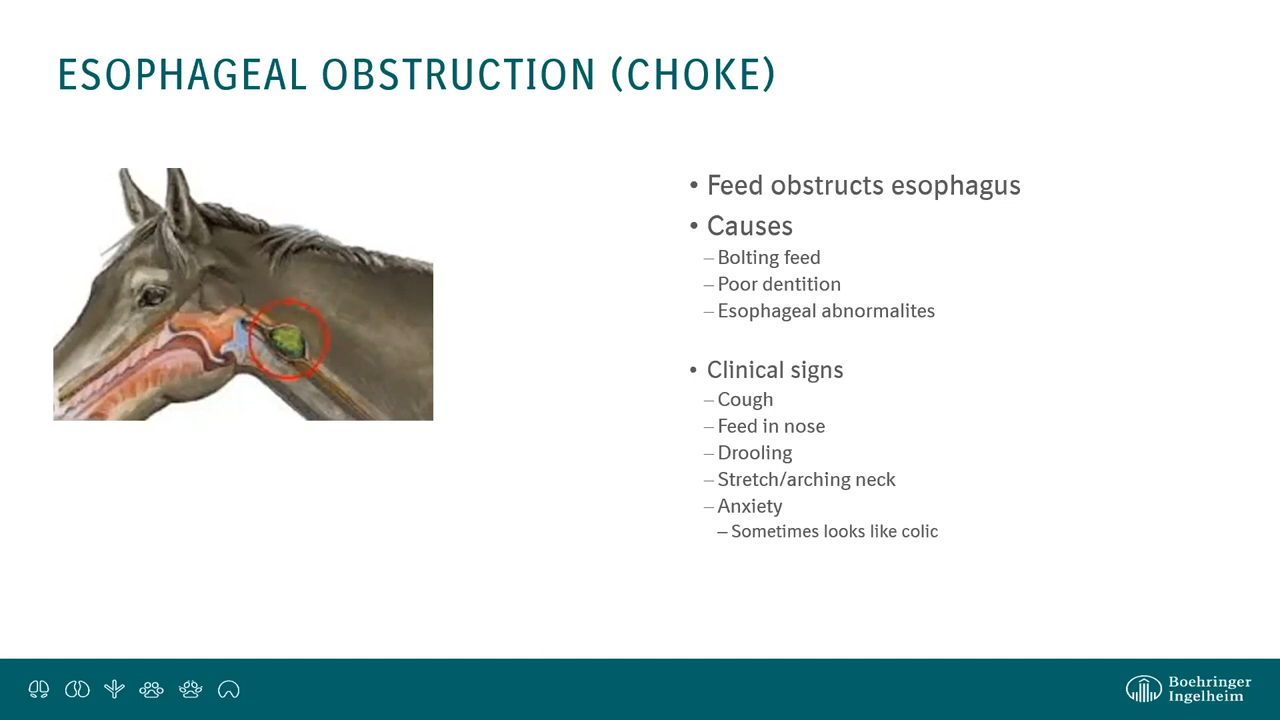 ESOPHAGEAL OBSTRUCTION (CHOKE)
• Feed obstructs esophagus
• Causes
– Bolting feed
– Poor dentition
– Esophageal abnormalites
• Clinical signs
– Cough
– Feed in nose
– Drooling
– Stretch/arching neck
– Anxiety
– Sometimes looks like colic
Boehringer
Ingelheim